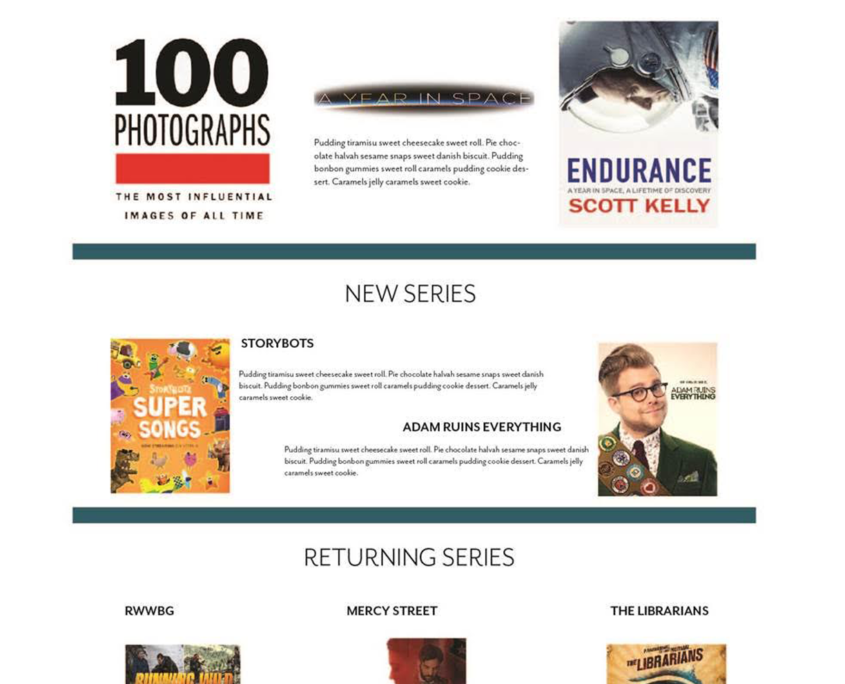 100
PHOTOGRAPHS
THE MOST INFLUENTIAL
IMAGES OF ALL TIME
A YEAR IN SPACE
Pudding tiramisu sweet cheesecake sweet roll. Pie choc-
olate halvah sesame snaps sweet danish biscuit. Pudding
bonbon gummies sweet roll caramels pudding cookie des-
sert. Caramels jelly caramels sweet cookie.
ENDURANCE
A YEAR IN SPACE, A LIFETIME OF DISCOVERY
SCOTT KELLY
NEW SERIES
STORYBOTS
Pudding tiramisu sweet cheesecake sweet roll. Pie chocolate halvah sesame snaps sweet danish
biscuit. Pudding bonbon gummies sweet roll caramels pudding cookie dessert. Caramels jelly
caramels sweet cookie.
STORYBOTS
SUPER
SONGS
ADAM RUINS EVERYTHING
Pudding tiramisu sweet cheesecake sweet roll. Pie chocolate halvah sesame snaps sweet danish
biscuit. Pudding bonbon gummies sweet roll caramels pudding cookie dessert. Caramels jelly
caramels sweet cookie.
ADAM RUINS
EVERYTHING
RETURNING SERIES
RWWBG
MERCY STREET
THE LIBRARIANS
RUNNING WILD
THE LIBRARIANS